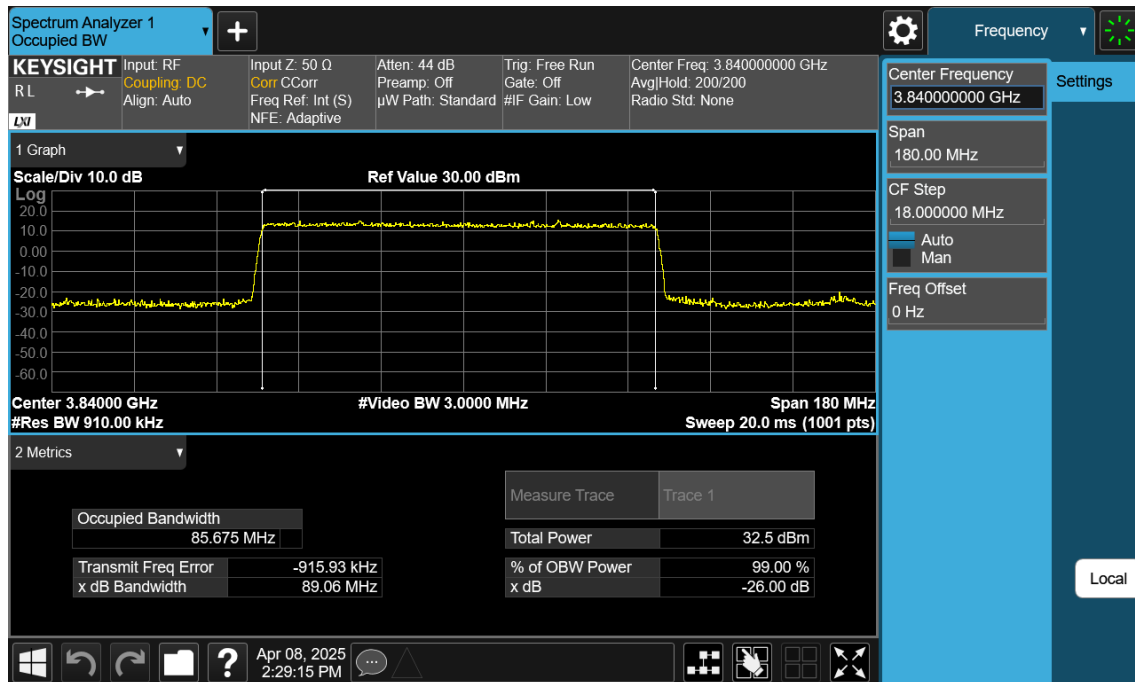 Spectrum Analyzer 1
Occupied BW
+
Frequency
KEYSIGHT
R L
LXI
Input: RF
Coupling: DC
Align: Auto
Input Z: 50 Ω
Corr CCorr
Freq Ref: Int (S)
NFE: Adaptive
Atten: 44 dB
Preamp: Off
µW Path: Standard
Trig: Free Run
Gate: Off
#IF Gain: Low
Center Freq: 3.840000000 GHz
Avg|Hold: 200/200
Radio Std: None
Center Frequency
3.840000000 GHz
Settings
Span
180.00 MHz
CF Step
18.000000 MHz
Auto
Man
Freq Offset
0 Hz
Local
1 Graph
Scale/Div 10.0 dB
Ref Value 30.00 dBm
Log
20.0
10.0
0.00
-10.0
-20.0
-30.0
-40.0
-50.0
-60.0
Center 3.84000 GHz
#Video BW 3.0000 MHz
Span 180 MHz
#Res BW 910.00 kHz
Sweep 20.0 ms (1001 pts)
2 Metrics
Measure Trace
Trace 1
Occupied Bandwidth
85.675 MHz
Total Power
32.5 dBm
Transmit Freq Error
-915.93 kHz
% of OBW Power
99.00 %
x dB Bandwidth
89.06 MHz
x dB
-26.00 dB
?
Apr 08, 2025
2:29:15 PM